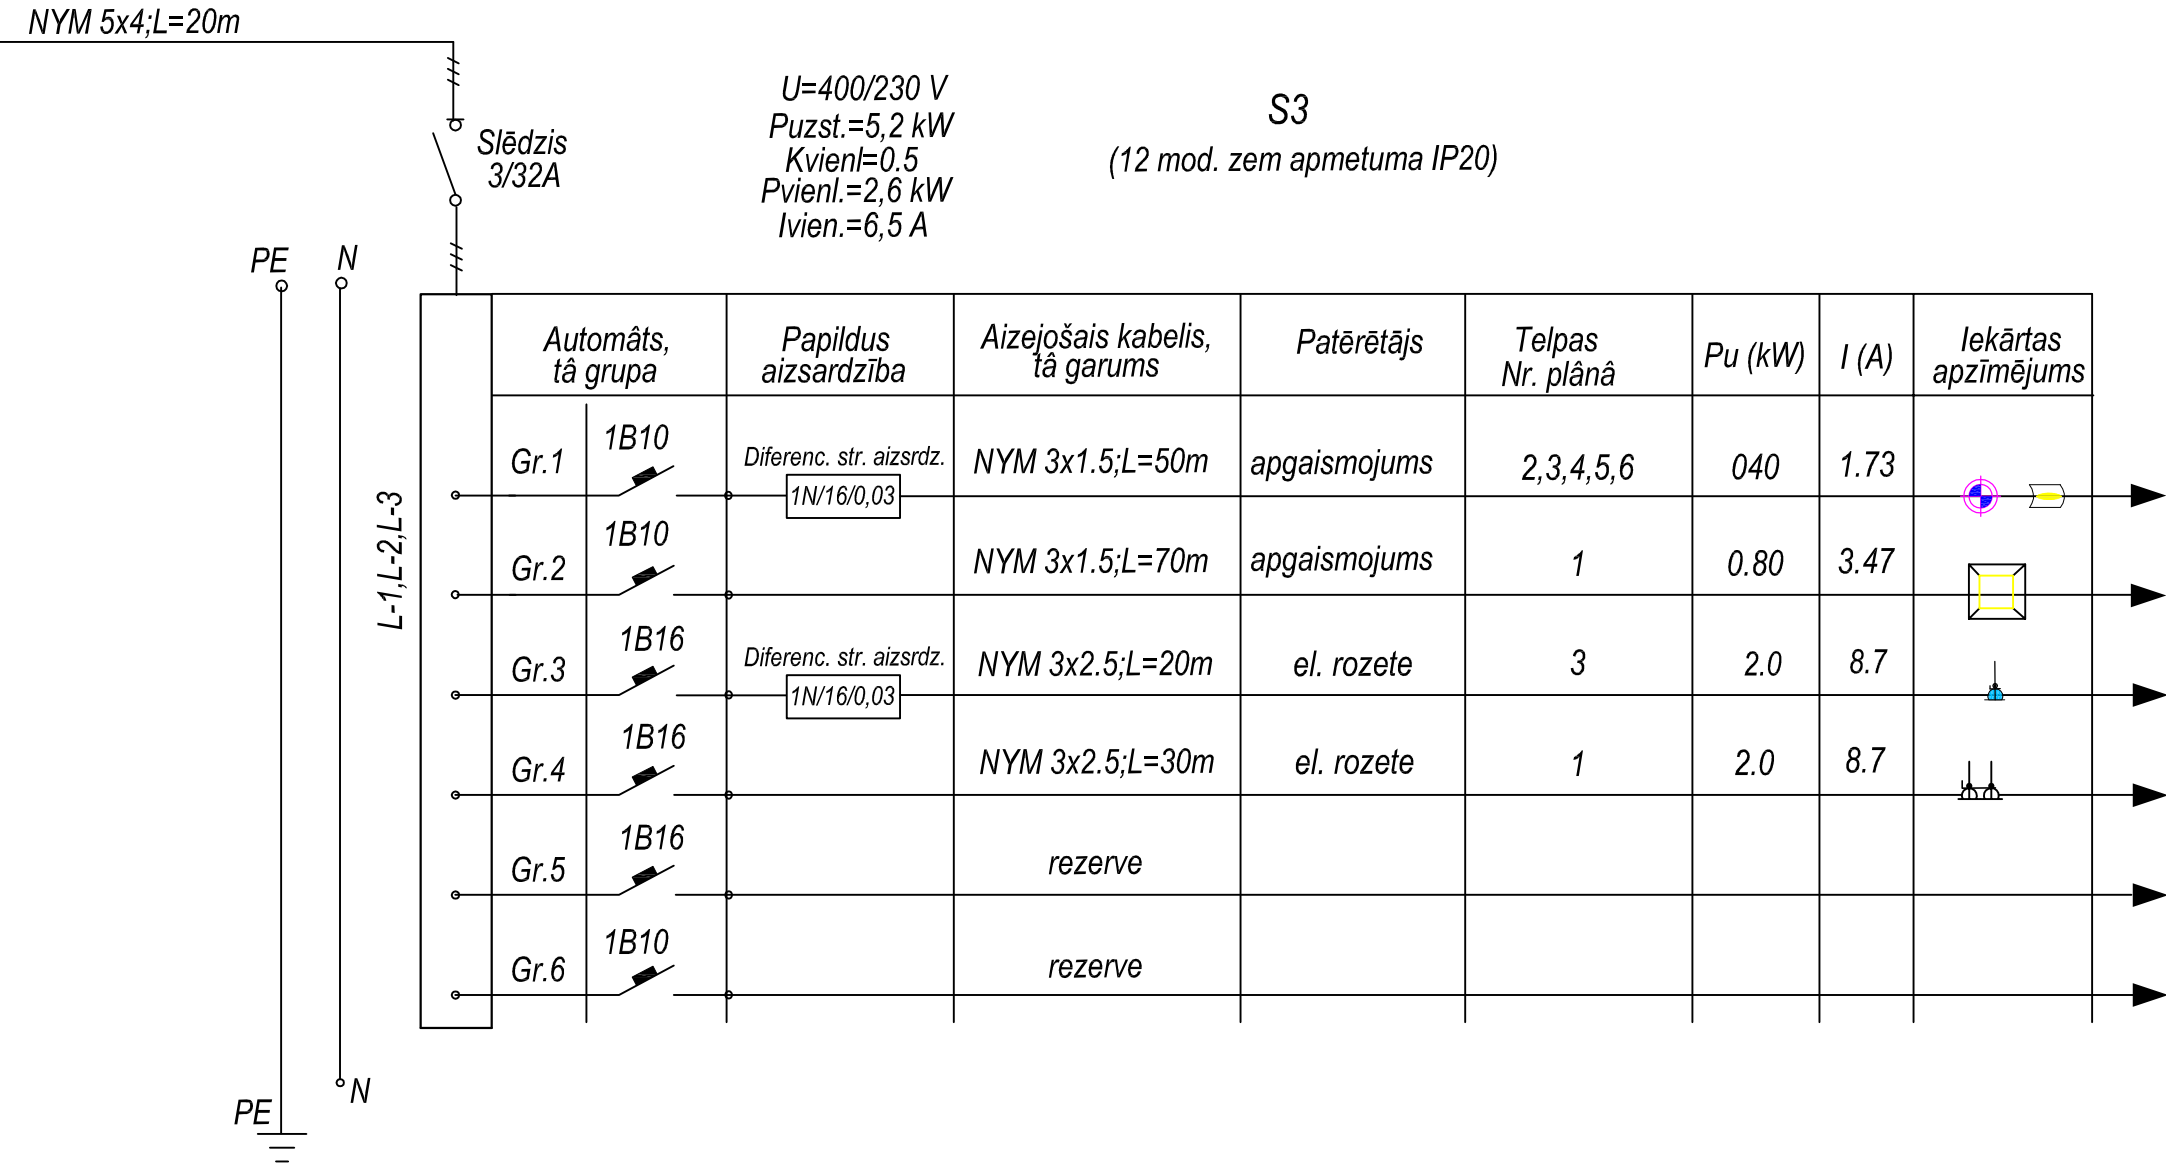 NYM 5x4;L=20m
Slēdzis
3/32A
U=400/230 V
Puzst.=5,2 kW
Kvienl=0.5
Pvienl.=2,6 kW
Ivien.=6,5 A
S3
(12 mod. zem apmetuma IP20)
PE
N
L-1,L-2,L-3
Automâts,
tâ grupa
Papildus
aizsardzība
Aizejošais kabelis,
tâ garums
Patērētājs
Telpas
Nr. plânâ
Pu (kW)
I (A)
Iekārtas
apzīmējums
Gr.1
1B10
Diferenc. str. aizsrdz.
1N/16/0,03
NYM 3x1.5;L=50m
apgaismojums
2,3,4,5,6
040
1.73
Gr.2
1B10
NYM 3x1.5;L=70m
apgaismojums
1
0.80
3.47
Gr.3
1B16
Diferenc. str. aizsrdz.
1N/16/0,03
NYM 3x2.5;L=20m
el. rozete
3
2.0
8.7
Gr.4
1B16
NYM 3x2.5;L=30m
el. rozete
1
2.0
8.7
Gr.5
1B16
rezerve
Gr.6
1B10
rezerve
N
PE